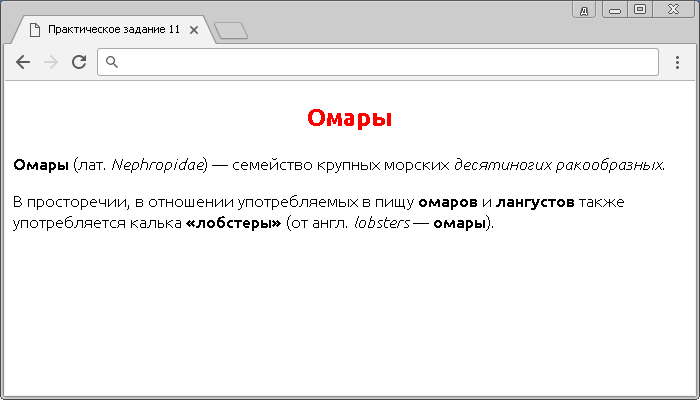 д
Практическое задание 11
Омары
Омары (лат. Nephropidae) — семейство крупных морских десятиногих ракообразных.
В просторечии, в отношении употребляемых в пищу омаров и лангустов также
употребляется калька «лобстеры» (от англ. lobsters — омары).